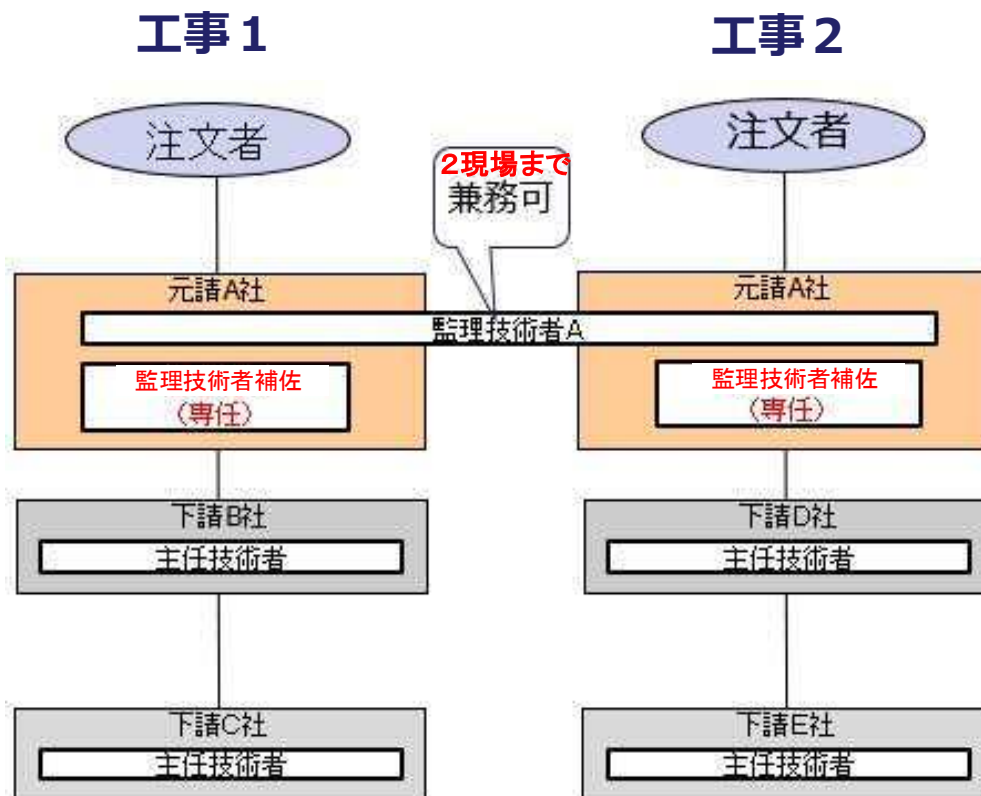 工事1
工事2
注文者
注文者
2現場まで
兼務可
元請A社
元請A社
監理技術者A
監理技術者補佐
(専任)
監理技術者補佐
(専任)
下請B社
主任技術者
下請D社
主任技術者
下請C社
主任技術者
下請E社
主任技術者